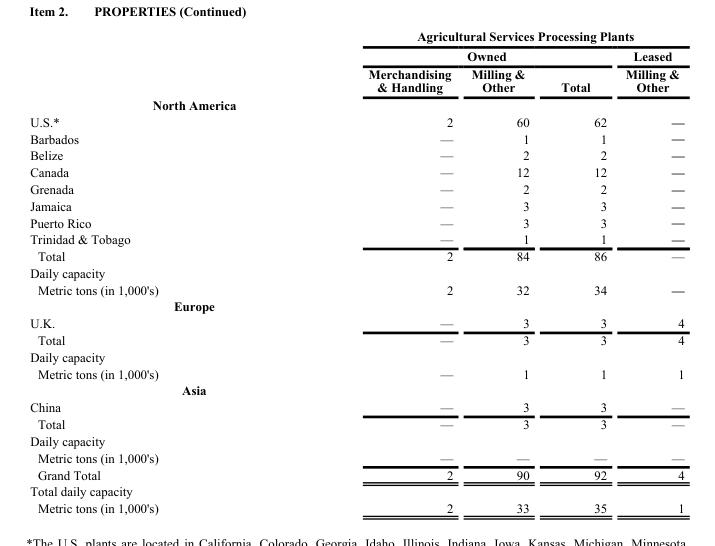 Item 2. PROPERTIES (Continued)
Agricultural Services Processing Plants
Owned Leased
Merchandising & Handling Milling & Other Total Milling & Other
North America
U.S.* 2 60 62 —
Barbados — 1 1 —
Belize — 2 2 —
Canada — 12 12 —
Grenada — 2 2 —
Jamaica — 3 3 —
Puerto Rico — 3 3 —
Trinidad & Tobago — 1 1 —
Total 2 84 86 —
Daily capacity
Metric tons (in 1,000's) 2 32 34 —
Europe
U.K. — 3 3 4
Total — 3 3 4
Daily capacity
Metric tons (in 1,000's) — 1 1 1
Asia
China — 3 3 —
Total — 3 3 —
Daily capacity
Metric tons (in 1,000's) — — — —
Grand Total 2 90 92 4
Total daily capacity
Metric tons (in 1,000's) 2 33 35 1
*The U.S. plants are located in California, Colorado, Georgia, Idaho, Illinois, Indiana, Iowa, Kansas, Michigan, Minnesota,